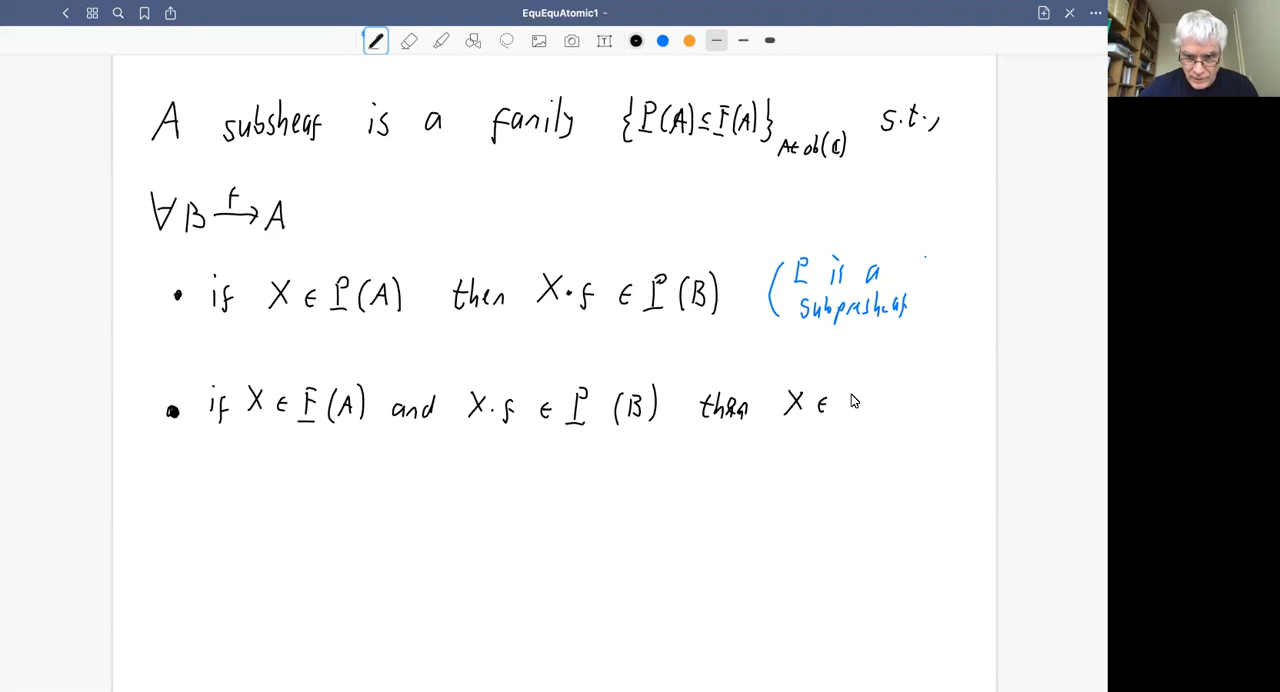 EquEquAtomic1
A subsheaf is a family {P(A) ⊆ F(A)}_{A∈ob(ℂ)} s.t.,
∀ B —f→ A
• if X ∈ P(A) then X·f ∈ P(B) (P is a
subpresheaf
• if X ∈ F(A) and X·f ∈ P(B) then X ∈